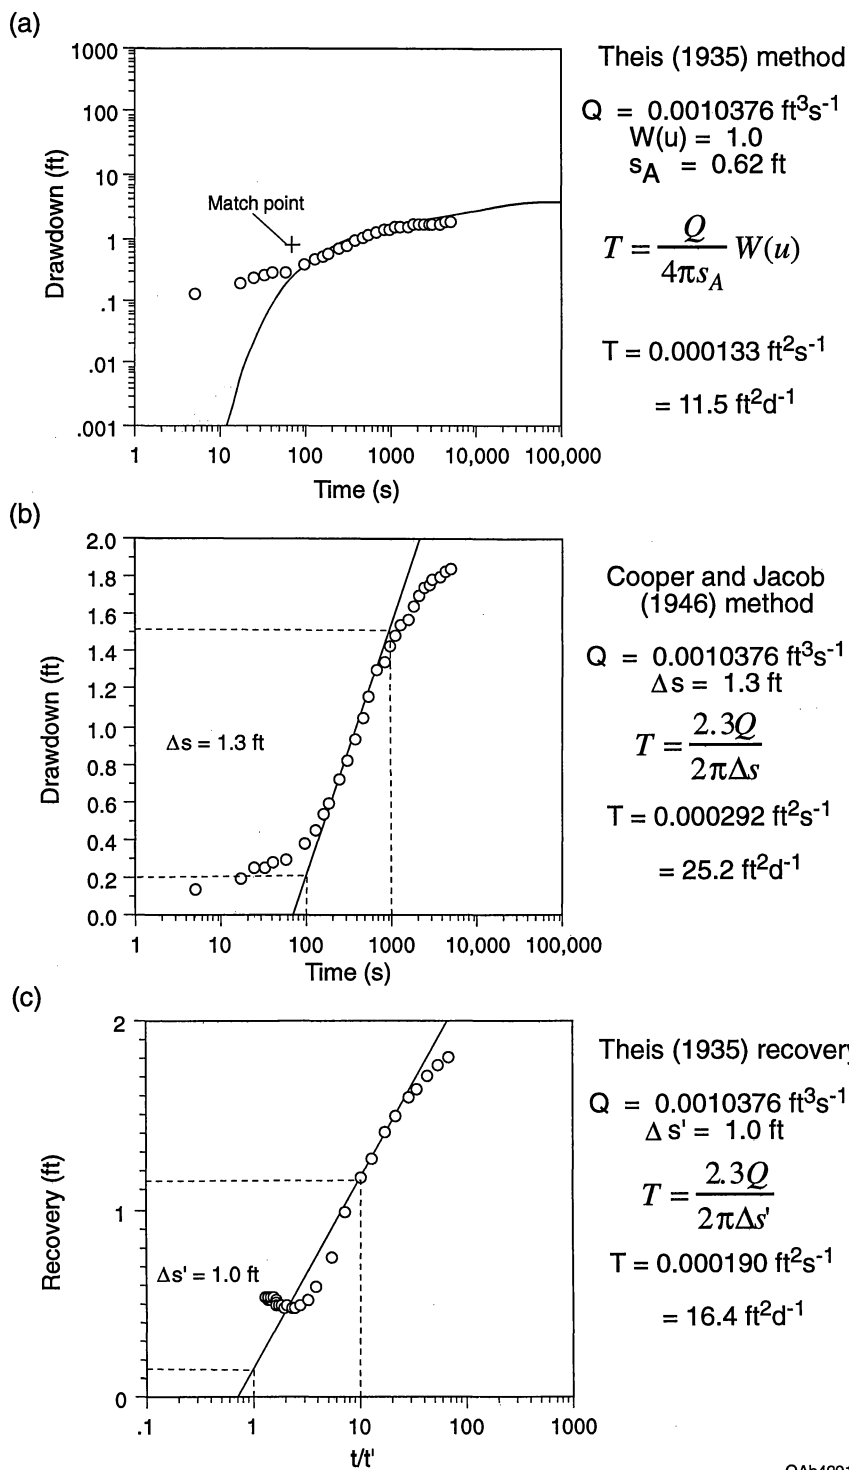 (a)
1000
100
10
1
.1
.01
.001
Drawdown (ft)
Match point
1 10 100 1000 10,000 100,000
Time (s)
Theis (1935) method
Q = 0.0010376 ft³s⁻¹
W(u) = 1.0
s_A = 0.62 ft
T = Q / 4πs_A W(u)
T = 0.000133 ft²s⁻¹
= 11.5 ft²d⁻¹
(b)
2.0
1.8
1.6
1.4
1.2
1.0
0.8
0.6
0.4
0.2
0.0
Drawdown (ft)
Δs = 1.3 ft
1 10 100 1000 10,000 100,000
Time (s)
Cooper and Jacob
(1946) method
Q = 0.0010376 ft³s⁻¹
Δs = 1.3 ft
T = 2.3Q / 2πΔs
T = 0.000292 ft²s⁻¹
= 25.2 ft²d⁻¹
(c)
2
1
0
Recovery (ft)
Δs' = 1.0 ft
.1 1 10 100 1000
t/t'
Theis (1935) recovery
Q = 0.0010376 ft³s⁻¹
Δ s' = 1.0 ft
T = 2.3Q / 2πΔs'
T = 0.000190 ft²s⁻¹
= 16.4 ft²d⁻¹